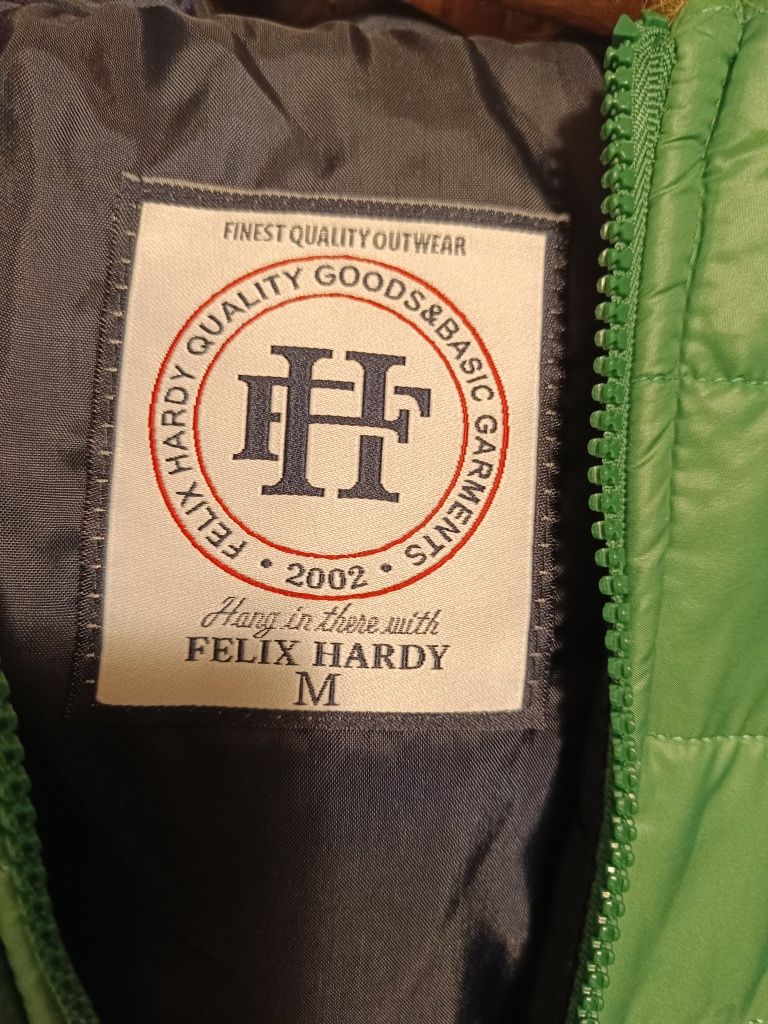 FINEST QUALITY OUTWEAR
FELIX HARDY QUALITY GOODS&BASIC GARMENTS
• 2002 •
HF
Hang in there with
FELIX HARDY
M